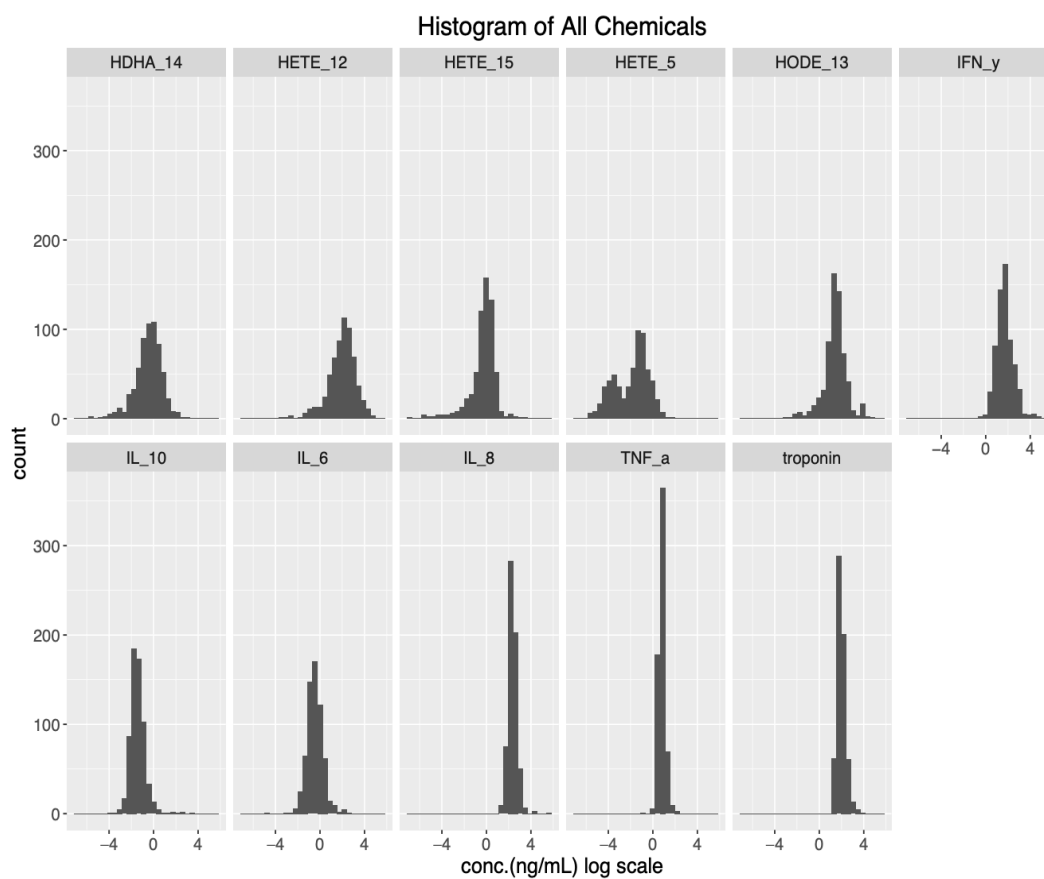 Histogram of All Chemicals
HDHA_14 HETE_12 HETE_15 HETE_5 HODE_13 IFN_y
300
200
100
0
−4 0 4
count
IL_10 IL_6 IL_8 TNF_a troponin
300
200
100
0
−4 0 4 −4 0 4 −4 0 4 −4 0 4 −4 0 4
conc.(ng/mL) log scale